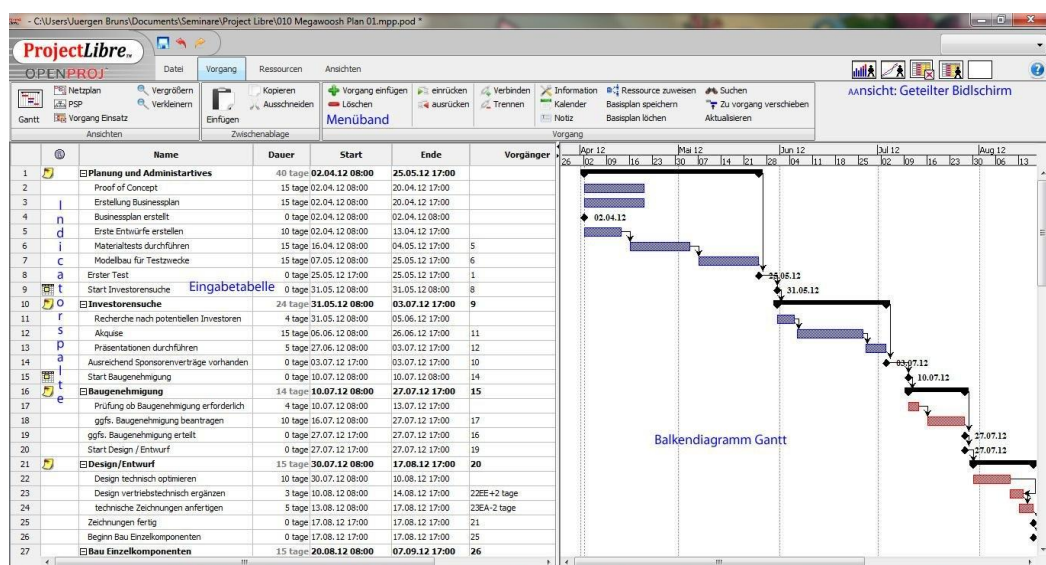 - C:\Users\Juergen Bruns\Documents\Seminare\Project Libre\010 Megawoosh Plan 01.mpp.pod *
ProjectLibre
OPENPROJ
Datei Vorgang Ressourcen Ansichten
Netzplan Vergrößern Kopieren Vorgang einfügen einrücken Verbinden Information Ressource zuweisen Suchen AAnsicht: Geteilter Bidlschirm
PSP Verkleinern Ausschneiden Löschen ausrücken Trennen Kalender Basisplan speichern Zu vorgang verschieben
Gantt Vorgang Einsatz Einfügen Menüband Notiz Basisplan löchen Aktualisieren
Ansichten Zwischenablage Vorgang
Name Dauer Start Ende Vorgänger
Apr 12 Mai 12 Jun 12 Jul 12 Aug 12
26 02 09 16 23 30 07 14 21 28 04 11 18 25 02 09 16 23 30 06 13
1 Planung und Administartives 40 tage 02.04.12 08:00 25.05.12 17:00
2 Proof of Concept 15 tage 02.04.12 08:00 20.04.12 17:00
3 Erstellung Businessplan 15 tage 02.04.12 08:00 20.04.12 17:00
4 Businessplan erstellt 0 tage 02.04.12 08:00 02.04.12 08:00 02.04.12
5 Erste Entwürfe erstellen 10 tage 02.04.12 08:00 13.04.12 17:00
6 Materialtests durchführen 15 tage 16.04.12 08:00 04.05.12 17:00 5
7 Modellbau für Testzwecke 15 tage 07.05.12 08:00 25.05.12 17:00 6
8 Erster Test 0 tage 25.05.12 17:00 25.05.12 17:00 1 25.05.12
9 Start Investorensuche 0 tage 31.05.12 08:00 31.05.12 08:00 8 31.05.12
10 Investorensuche 24 tage 31.05.12 08:00 03.07.12 17:00 9
11 Recherche nach potentiellen Investoren 4 tage 31.05.12 08:00 05.06.12 17:00
12 Akquise 15 tage 06.06.12 08:00 26.06.12 17:00 11
13 Präsentationen durchführen 5 tage 27.06.12 08:00 03.07.12 17:00 12
14 Ausreichend Sponsorenverträge vorhanden 0 tage 03.07.12 17:00 03.07.12 17:00 10 03.07.12
15 Start Baugenehmigung 0 tage 10.07.12 08:00 10.07.12 08:00 14 10.07.12
16 Baugenehmigung 14 tage 10.07.12 08:00 27.07.12 17:00 15
17 Prüfung ob Baugenehmigung erforderlich 4 tage 10.07.12 08:00 13.07.12 17:00
18 ggfs. Baugenehmigung beantragen 10 tage 16.07.12 08:00 27.07.12 17:00 17
19 ggfs. Baugenehmigung erteilt 0 tage 27.07.12 17:00 27.07.12 17:00 16 27.07.12
20 Start Design / Entwurf 0 tage 27.07.12 17:00 27.07.12 17:00 19 27.07.12
21 Design/Entwurf 15 tage 30.07.12 08:00 17.08.12 17:00 20
22 Design technisch optimieren 10 tage 30.07.12 08:00 10.08.12 17:00
23 Design vertriebstechnisch ergänzen 3 tage 10.08.12 08:00 14.08.12 17:00 22EE+2 tage
24 technische Zeichnungen anfertigen 5 tage 13.08.12 08:00 17.08.12 17:00 23EA-2 tage
25 Zeichnungen fertig 0 tage 17.08.12 17:00 17.08.12 17:00 21
26 Beginn Bau Einzelkomponenten 0 tage 17.08.12 17:00 17.08.12 17:00 25
27 Bau Einzelkomponenten 15 tage 20.08.12 08:00 07.09.12 17:00 26
Indicatorspalte
Eingabetabelle
Balkendiagramm Gantt